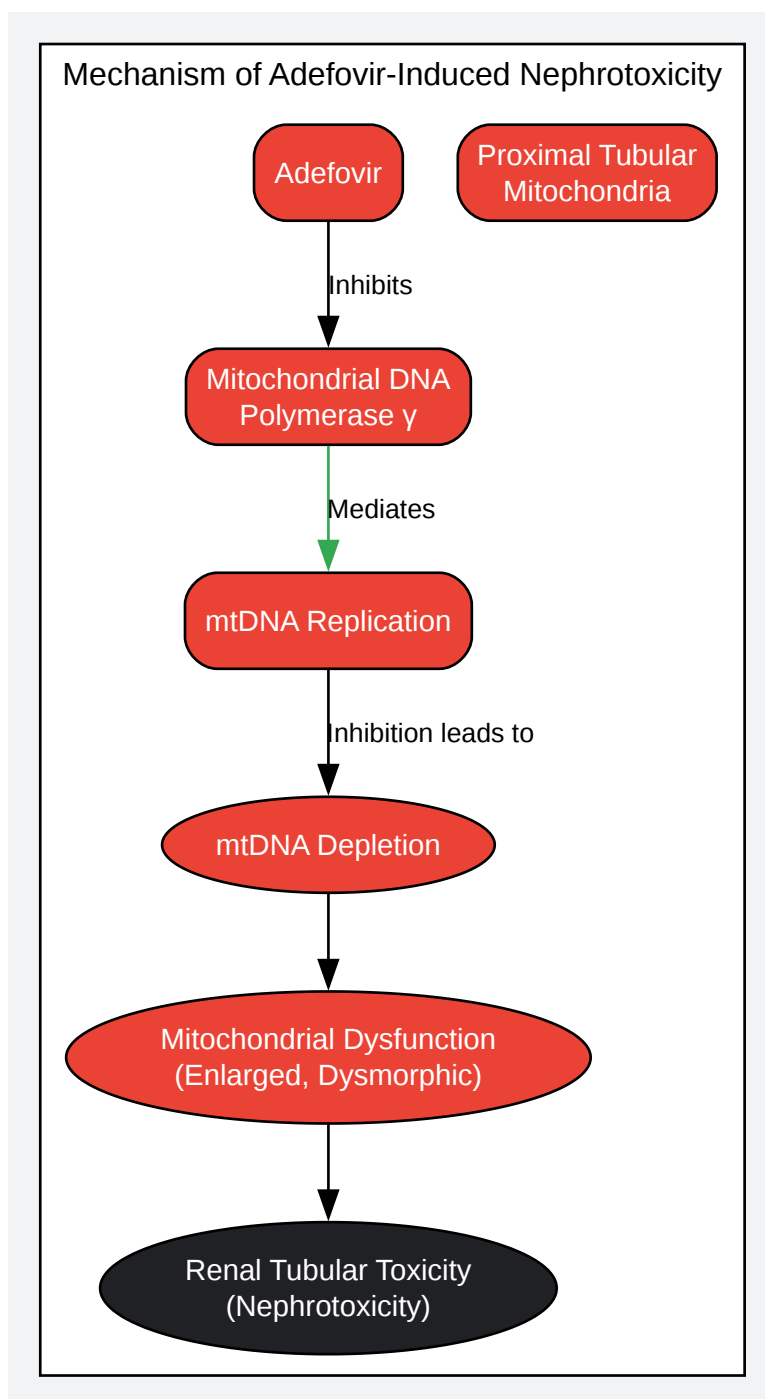 Mechanism of Adefovir-Induced Nephrotoxicity
Adefovir
Proximal Tubular
Mitochondria
Inhibits
Mitochondrial DNA
Polymerase γ
Mediates
mtDNA Replication
Inhibition leads to
mtDNA Depletion
Mitochondrial Dysfunction
(Enlarged, Dysmorphic)
Renal Tubular Toxicity
(Nephrotoxicity)